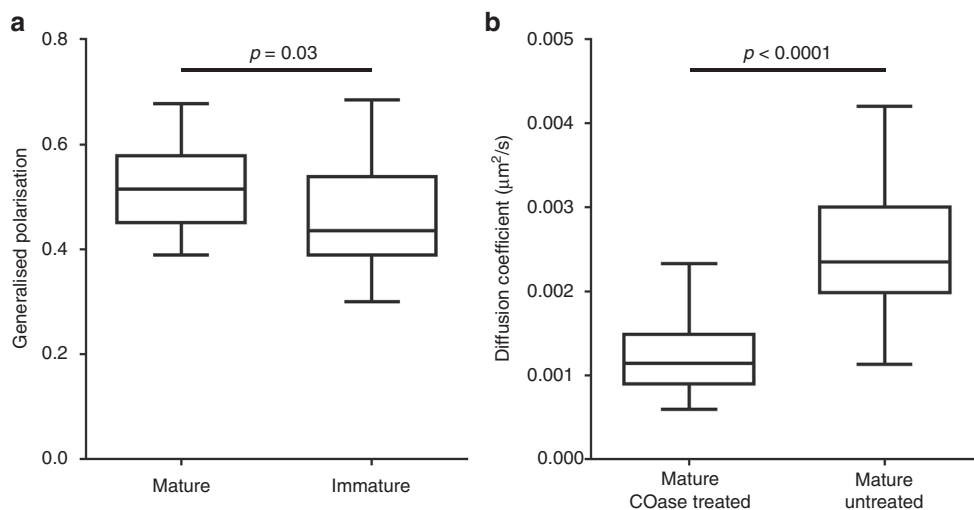 a
0.8
0.6
0.4
0.2
0.0
Generalised polarisation
p = 0.03
Mature
Immature
b
0.005
0.004
0.003
0.002
0.001
0.000
Diffusion coefficient (μm²/s)
p < 0.0001
Mature
COase treated
Mature
untreated